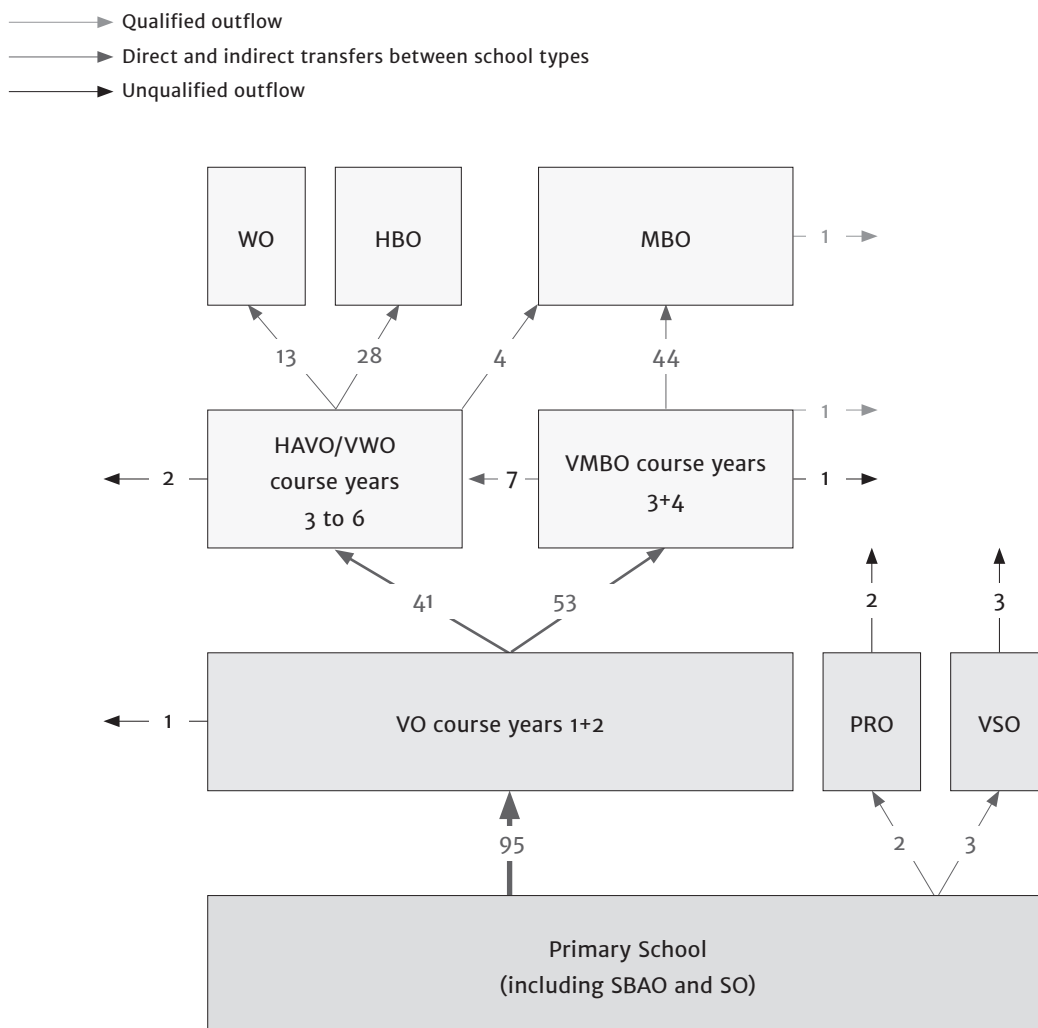 Qualified outflow
Direct and indirect transfers between school types
Unqualified outflow
WO
HBO
MBO
1
13
28
4
44
HAVO/VWO
course years
3 to 6
VMBO course years
3+4
1
2
7
1
41
53
2
3
1
VO course years 1+2
PRO
VSO
95
2
3
Primary School
(including SBAO and SO)